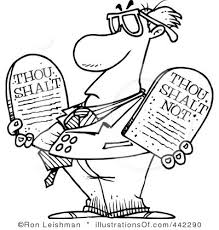 THOU
SHALT
THOU
SHALT
NOT:
©Ron Leishman * illustrationsOf.com/442290